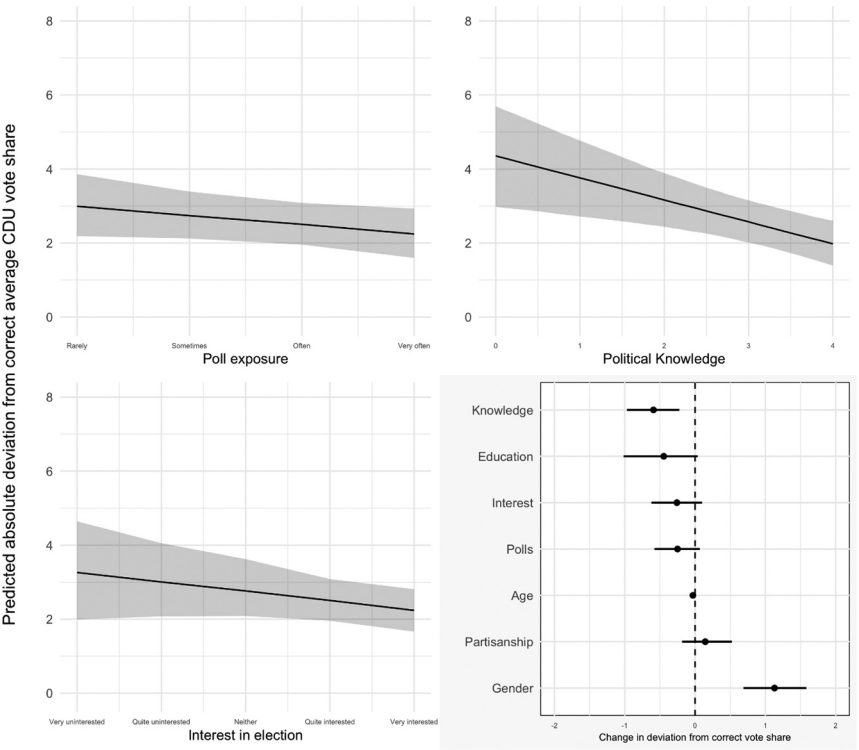 Predicted absolute deviation from correct average CDU vote share
8
6
4
2
0
Rarely Sometimes Often Very often
Poll exposure
8
6
4
2
0
0 1 2 3 4
Political Knowledge
8
6
4
2
0
Very uninterested Quite uninterested Neither Quite interested Very interested
Interest in election
Knowledge
Education
Interest
Polls
Age
Partisanship
Gender
-2 -1 0 1 2
Change in deviation from correct vote share